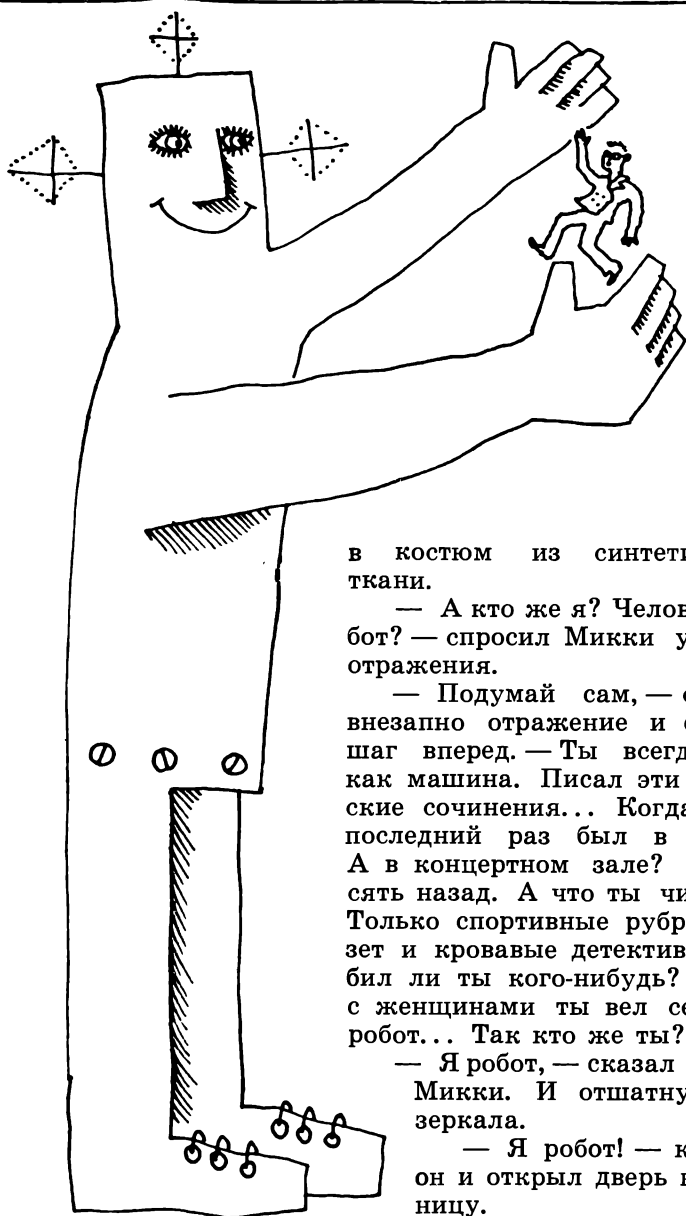 в костюм из синтети
ткани.
— А кто же я? Челов
бот? — спросил Микки у
отражения.
— Подумай сам, —
внезапно отражение и
шаг вперед. — Ты всегд
как машина. Писал эти
ские сочинения... Когда
последний раз был в
А в концертном зале?
сять назад. А что ты чи
Только спортивные рубр
зет и кровавые детектив
бил ли ты кого-нибудь?
с женщинами ты вел се
робот... Так кто же ты?
— Я робот, — сказал
Микки. И отшатну
зеркала.
— Я робот! — к
он и открыл дверь
ницу.